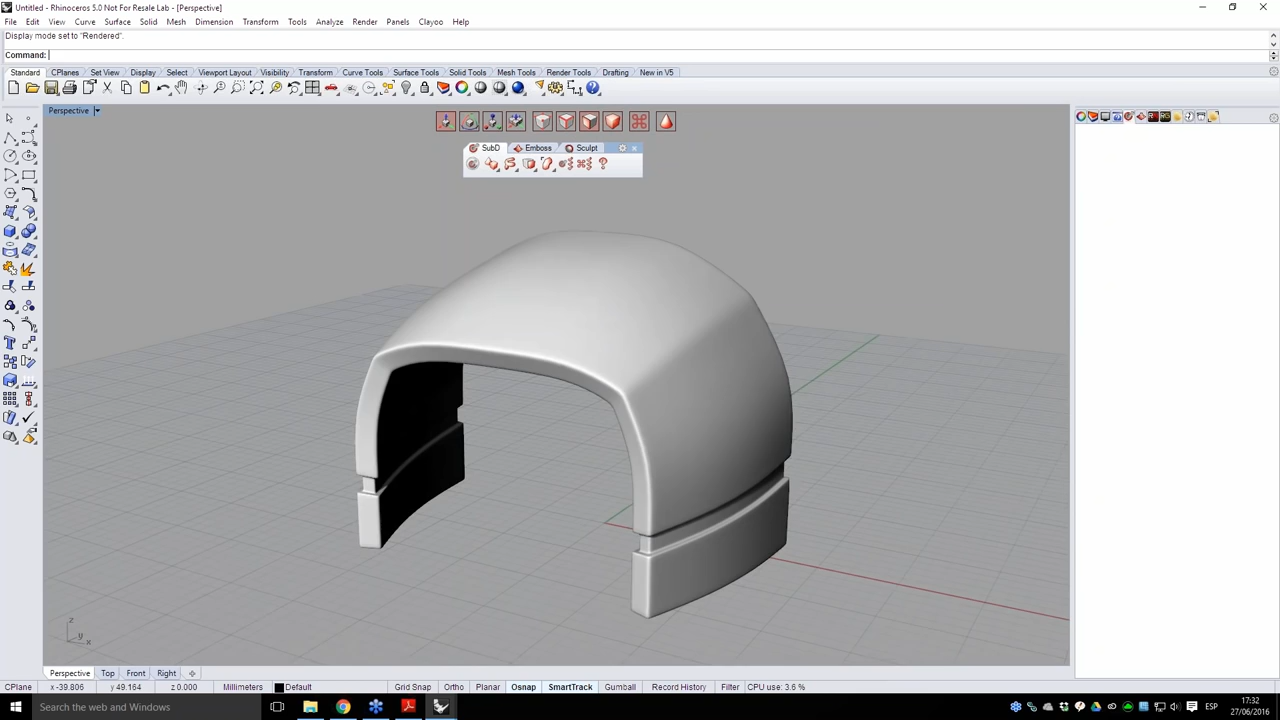 Untitled - Rhinoceros 5.0 Not For Resale Lab - [Perspective]
File Edit View Curve Surface Solid Mesh Dimension Transform Tools Analyze Render Panels Clayoo Help
Display mode set to "Rendered".
Command:
Standard CPlanes Set View Display Select Viewport Layout Visibility Transform Curve Tools Surface Tools Solid Tools Mesh Tools Render Tools Drafting New in V5
Perspective
SubD Emboss Sculpt
z
y
x
Perspective Top Front Right
CPlane x -39.806 y 49.164 z 0.000 Millimeters Default Grid Snap Ortho Planar Osnap SmartTrack Gumball Record History Filter CPU use: 3.6 %
Search the web and Windows
ESP
17:32
27/06/2016